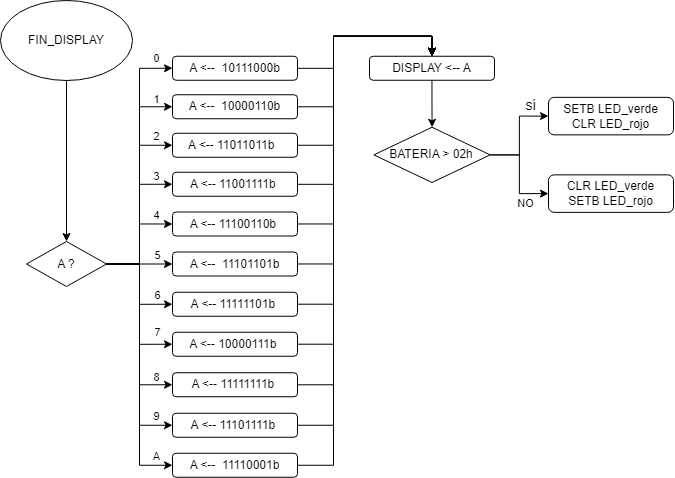 FIN_DISPLAY
A ?
0
A <-- 10111000b
1
A <-- 10000110b
2
A <-- 11011011b
3
A <-- 11001111b
4
A <-- 11100110b
5
A <-- 11101101b
6
A <-- 11111101b
7
A <-- 10000111b
8
A <-- 11111111b
9
A <-- 11101111b
A
A <-- 11110001b
DISPLAY <-- A
BATERIA > 02h
SÍ
SETB LED_verde
CLR LED_rojo
NO
CLR LED_verde
SETB LED_rojo